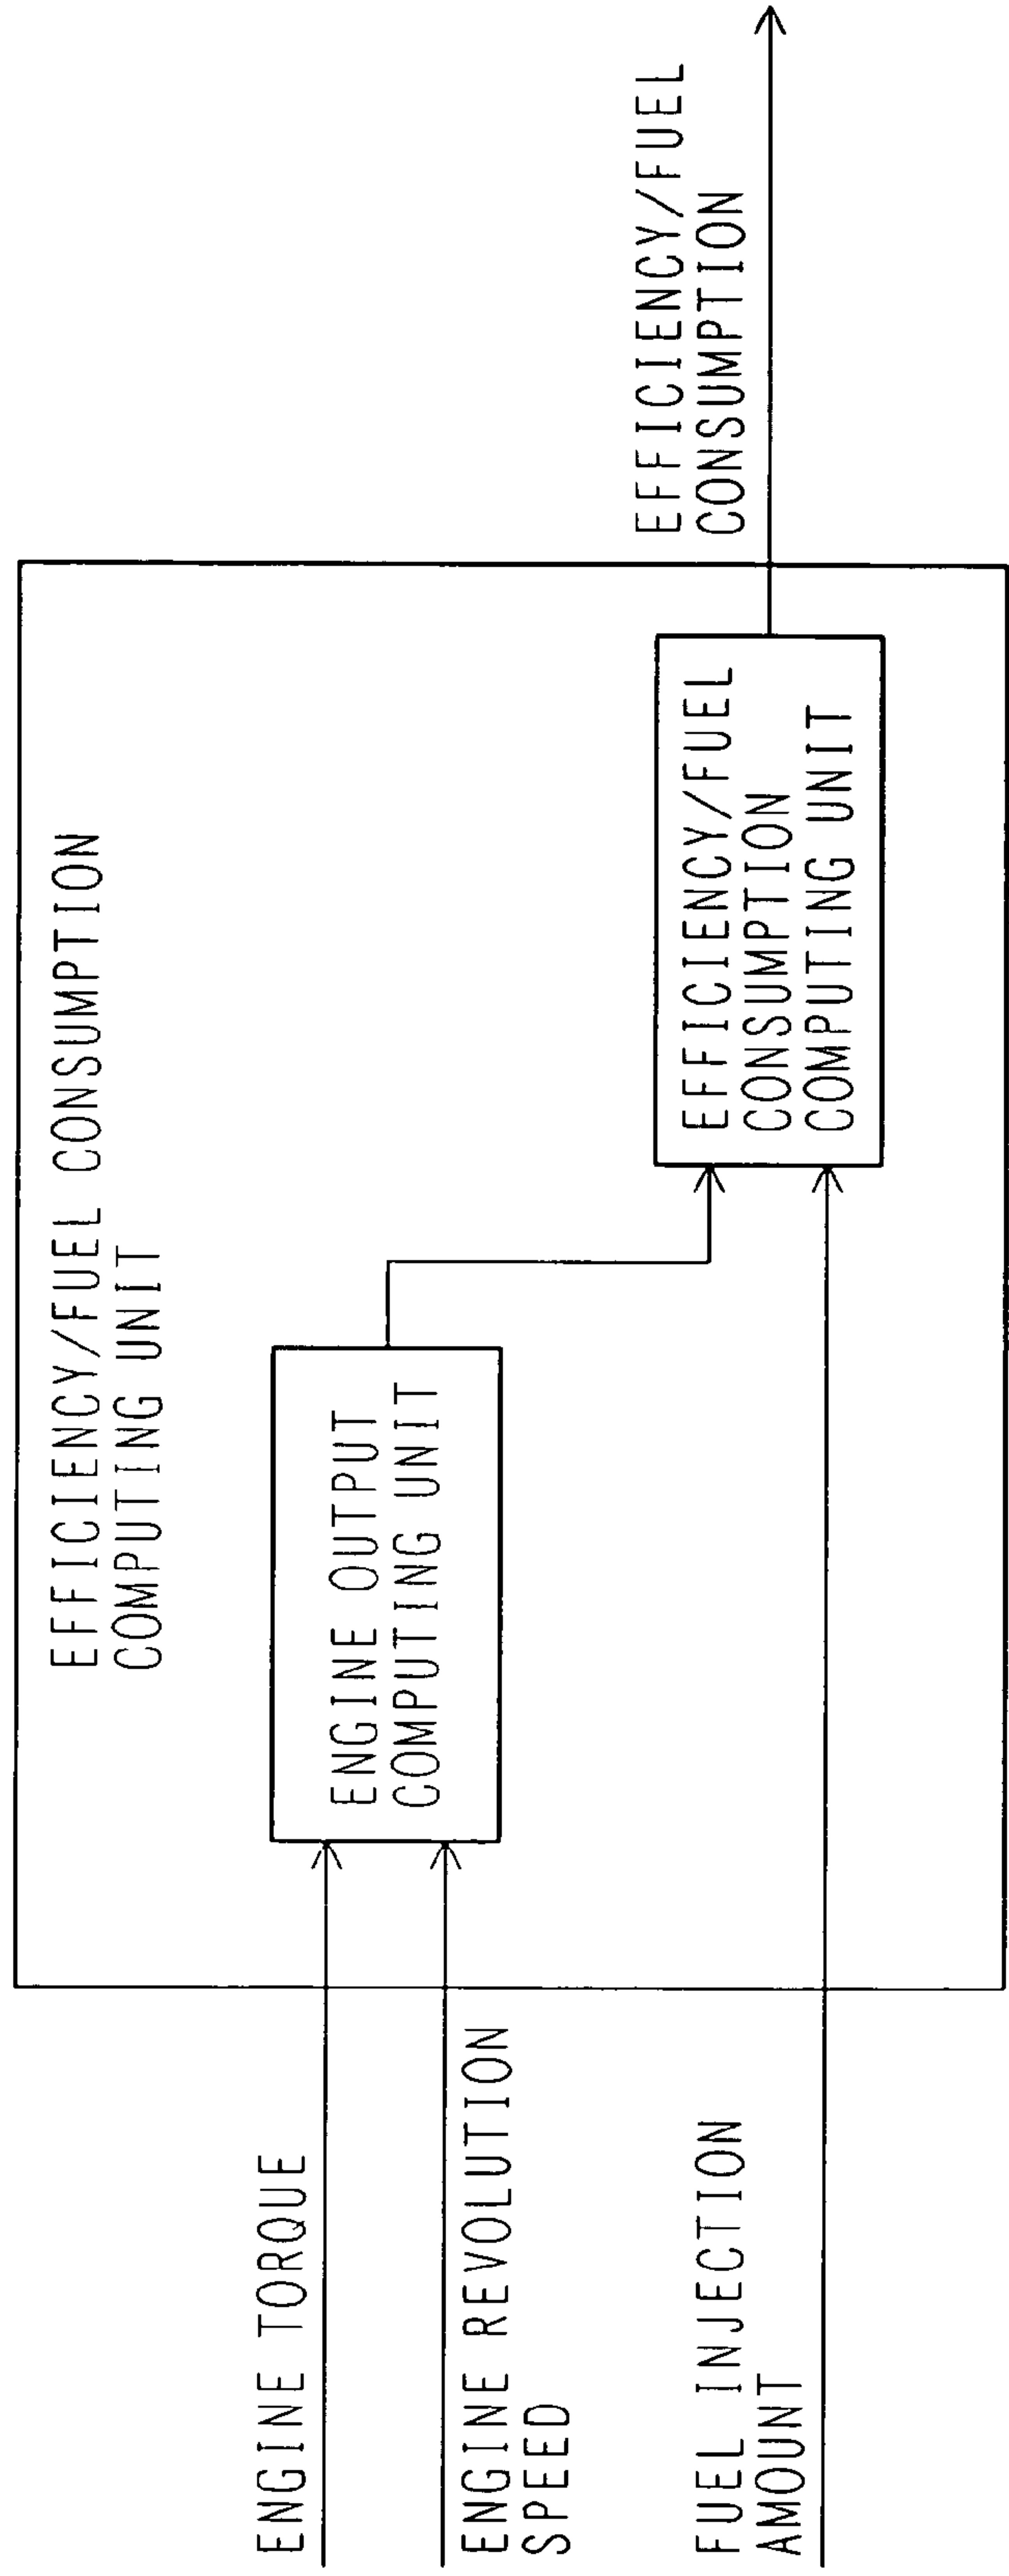 EFFICIENCY/FUEL CONSUMPTION
COMPUTING UNIT
ENGINE TORQUE
ENGINE REVOLUTION
SPEED
ENGINE OUTPUT
COMPUTING UNIT
FUEL INJECTION
AMOUNT
EFFICIENCY/FUEL
CONSUMPTION
COMPUTING UNIT
EFFICIENCY/FUEL
CONSUMPTION